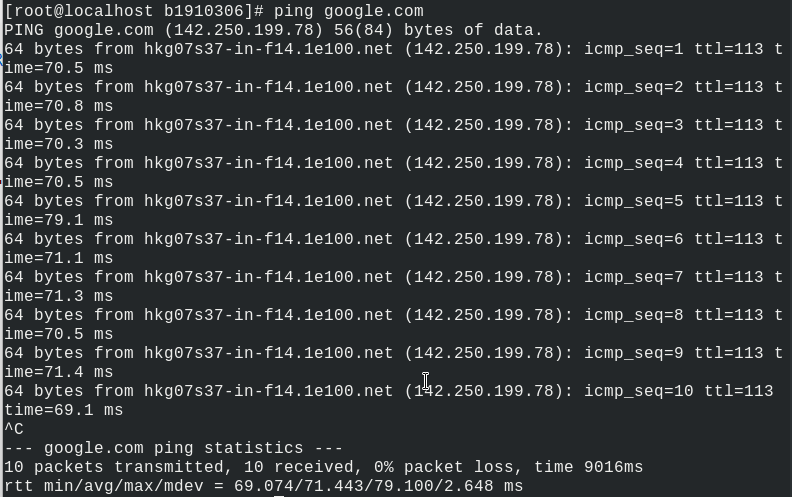 [root@localhost b1910306]# ping google.com
PING google.com (142.250.199.78) 56(84) bytes of data.
64 bytes from hkg07s37-in-f14.1e100.net (142.250.199.78): icmp_seq=1 ttl=113 t
ime=70.5 ms
64 bytes from hkg07s37-in-f14.1e100.net (142.250.199.78): icmp_seq=2 ttl=113 t
ime=70.8 ms
64 bytes from hkg07s37-in-f14.1e100.net (142.250.199.78): icmp_seq=3 ttl=113 t
ime=70.3 ms
64 bytes from hkg07s37-in-f14.1e100.net (142.250.199.78): icmp_seq=4 ttl=113 t
ime=70.5 ms
64 bytes from hkg07s37-in-f14.1e100.net (142.250.199.78): icmp_seq=5 ttl=113 t
ime=79.1 ms
64 bytes from hkg07s37-in-f14.1e100.net (142.250.199.78): icmp_seq=6 ttl=113 t
ime=71.1 ms
64 bytes from hkg07s37-in-f14.1e100.net (142.250.199.78): icmp_seq=7 ttl=113 t
ime=71.3 ms
64 bytes from hkg07s37-in-f14.1e100.net (142.250.199.78): icmp_seq=8 ttl=113 t
ime=70.5 ms
64 bytes from hkg07s37-in-f14.1e100.net (142.250.199.78): icmp_seq=9 ttl=113 t
ime=71.4 ms
64 bytes from hkg07s37-in-f14.1e100.net (142.250.199.78): icmp_seq=10 ttl=113
time=69.1 ms
^C
--- google.com ping statistics ---
10 packets transmitted, 10 received, 0% packet loss, time 9016ms
rtt min/avg/max/mdev = 69.074/71.443/79.100/2.648 ms